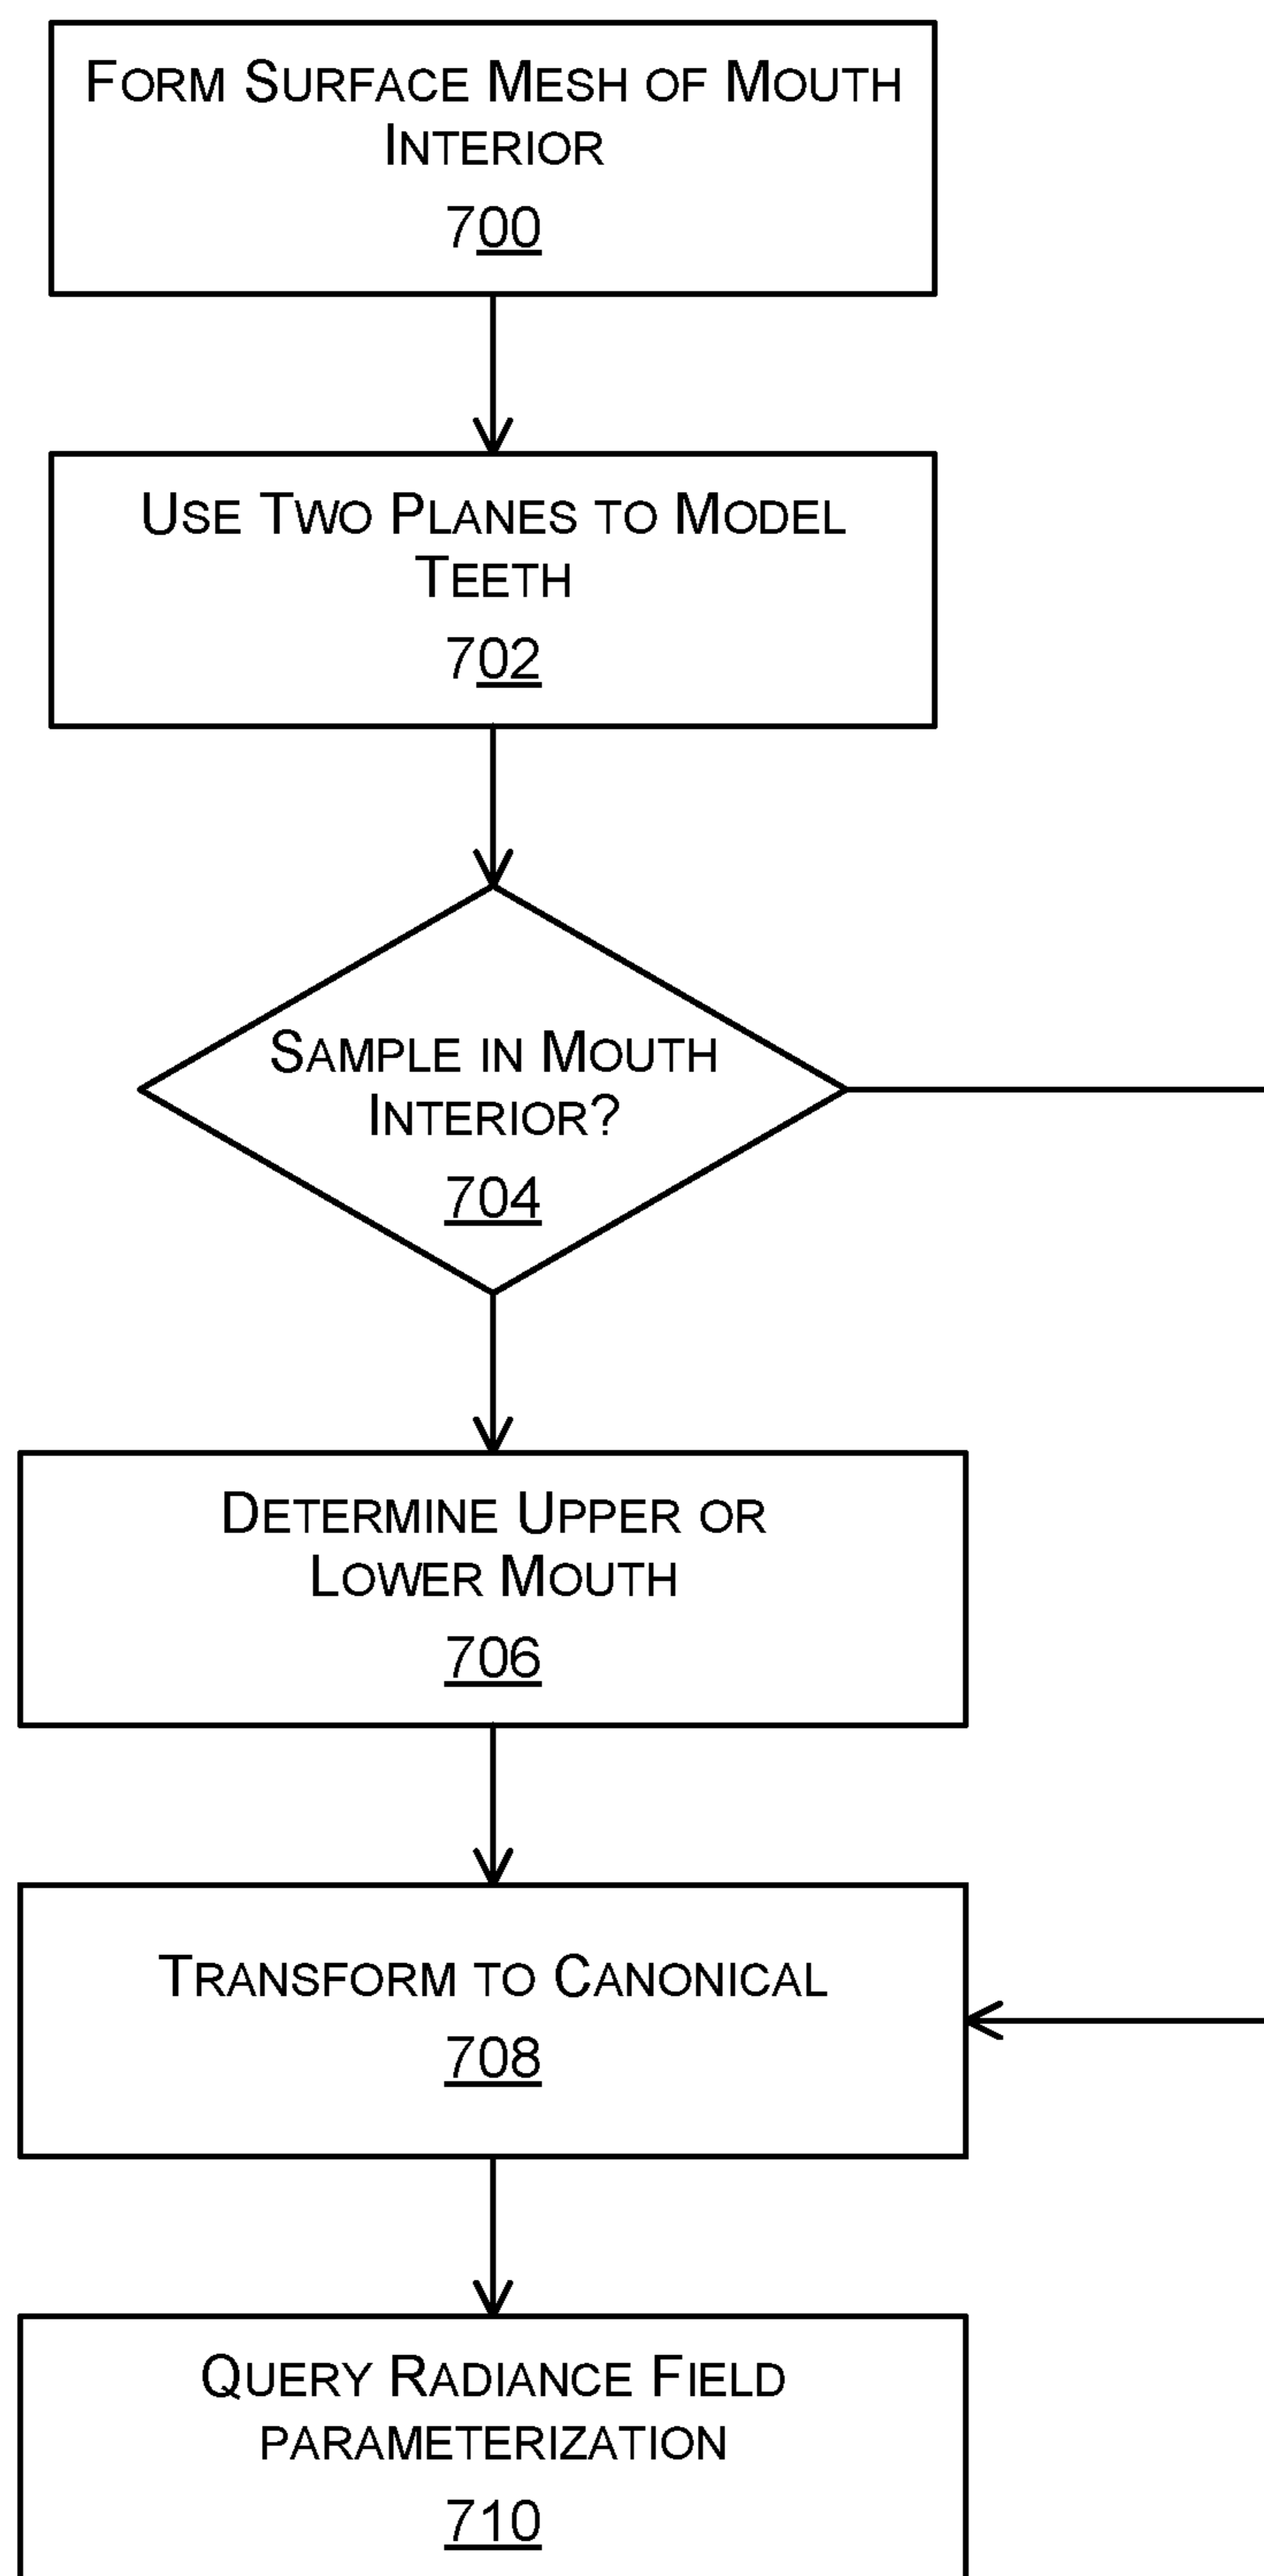 FORM SURFACE MESH OF MOUTH
INTERIOR
700
USE TWO PLANES TO MODEL
TEETH
702
SAMPLE IN MOUTH
INTERIOR?
704
DETERMINE UPPER OR
LOWER MOUTH
706
TRANSFORM TO CANONICAL
708
QUERY RADIANCE FIELD
PARAMETERIZATION
710